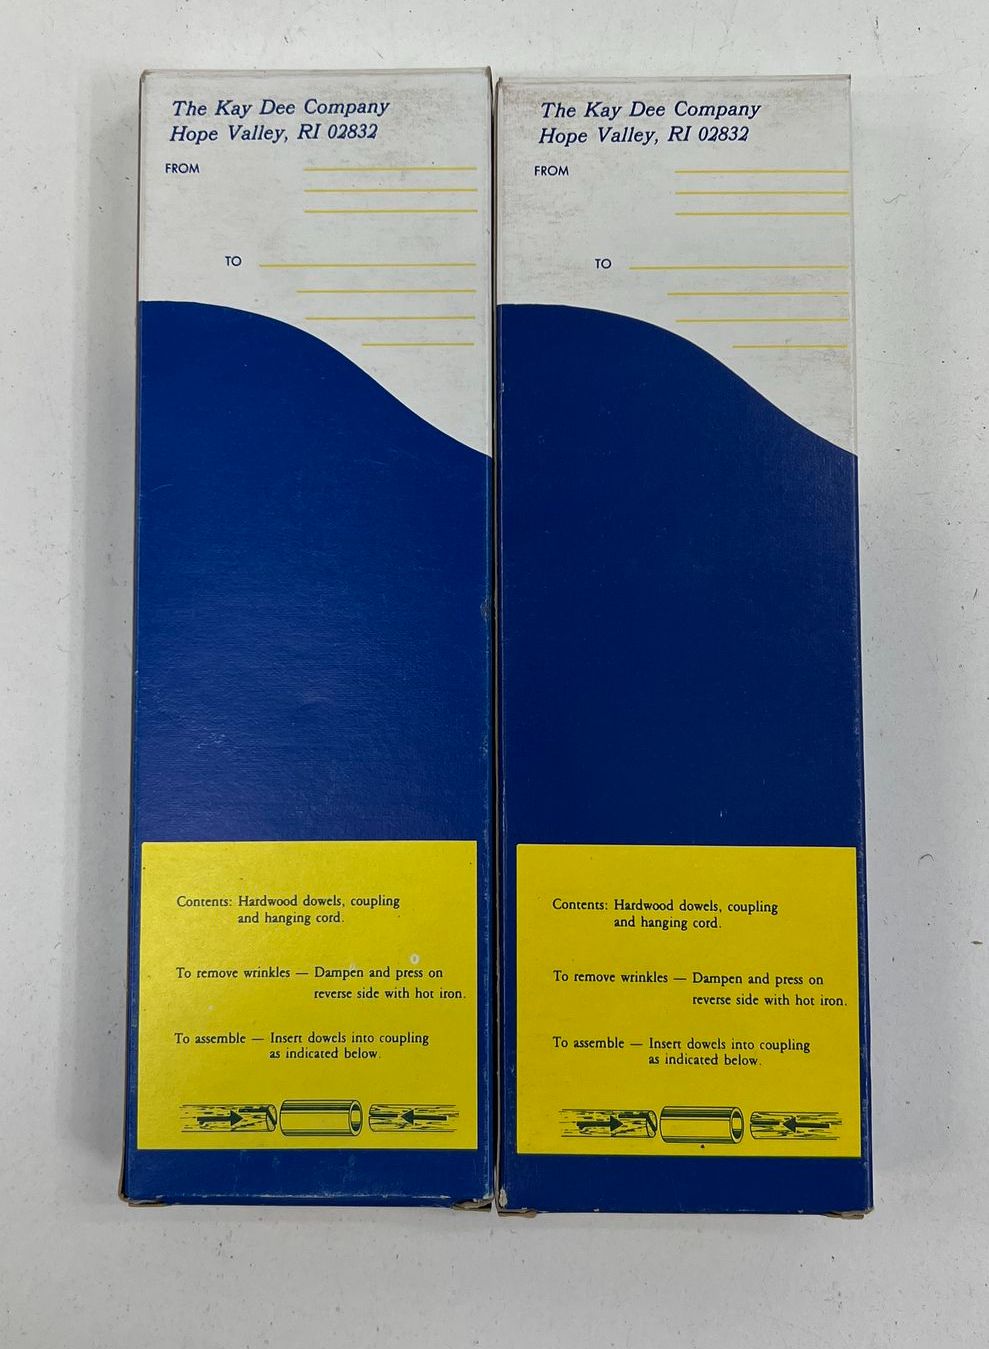 The Kay Dee Company
Hope Valley, RI 02832
FROM
TO
Contents: Hardwood dowels, coupling
and hanging cord.
To remove wrinkles — Dampen and press on
reverse side with hot iron.
To assemble — Insert dowels into coupling
as indicated below.
The Kay Dee Company
Hope Valley, RI 02832
FROM
TO
Contents: Hardwood dowels, coupling
and hanging cord.
To remove wrinkles — Dampen and press on
reverse side with hot iron.
To assemble — Insert dowels into coupling
as indicated below.